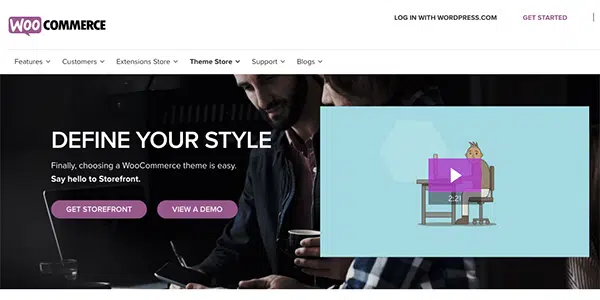 WOO COMMERCE
LOG IN WITH WORDPRESS.COM
GET STARTED
Features
Customers
Extensions Store
Theme Store
Support
Blogs
DEFINE YOUR STYLE
Finally, choosing a WooCommerce theme is easy.
Say hello to Storefront.
GET STOREFRONT
VIEW A DEMO
2:21